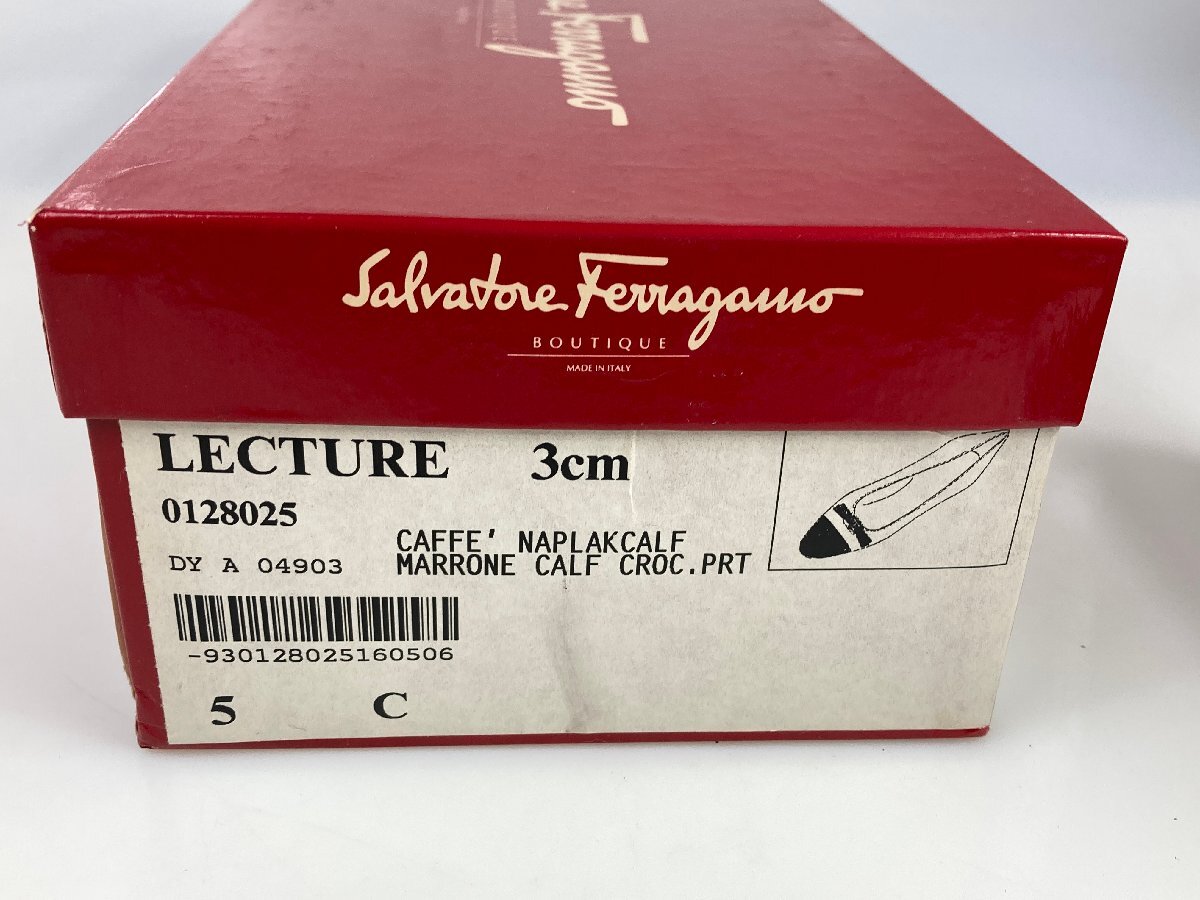 Ferragamo
Salvatore Ferragamo
BOUTIQUE
MADE IN ITALY
LECTURE 3cm
0128025
CAFFE' NAPLAKCALF
DY A 04903 MARRONE CALF CROC.PRT
-930128025160506
5 C